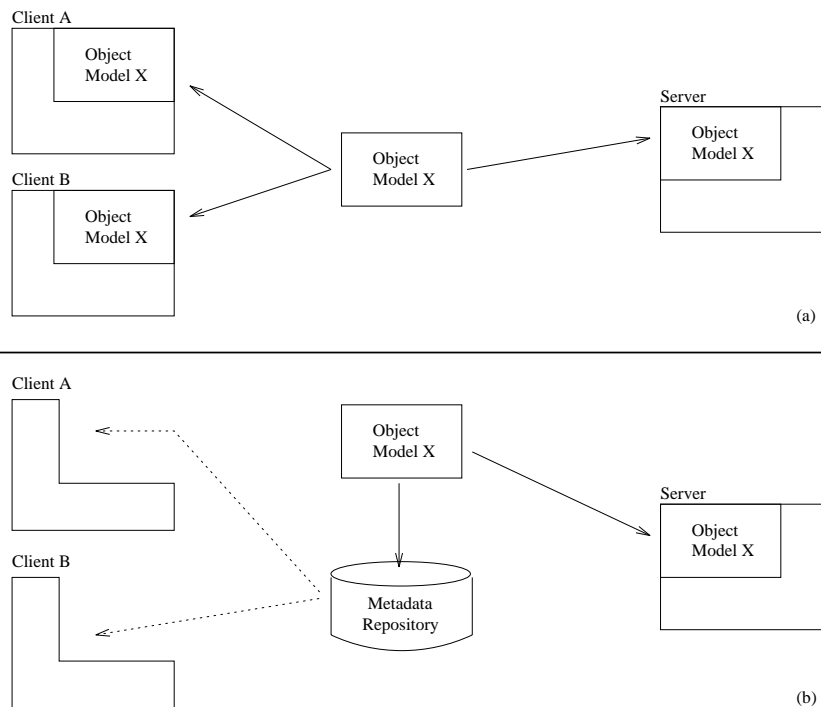 Client A
Object
Model X
Client B
Object
Model X
Object
Model X
Server
Object
Model X
(a)
Client A
Client B
Object
Model X
Metadata
Repository
Server
Object
Model X
(b)